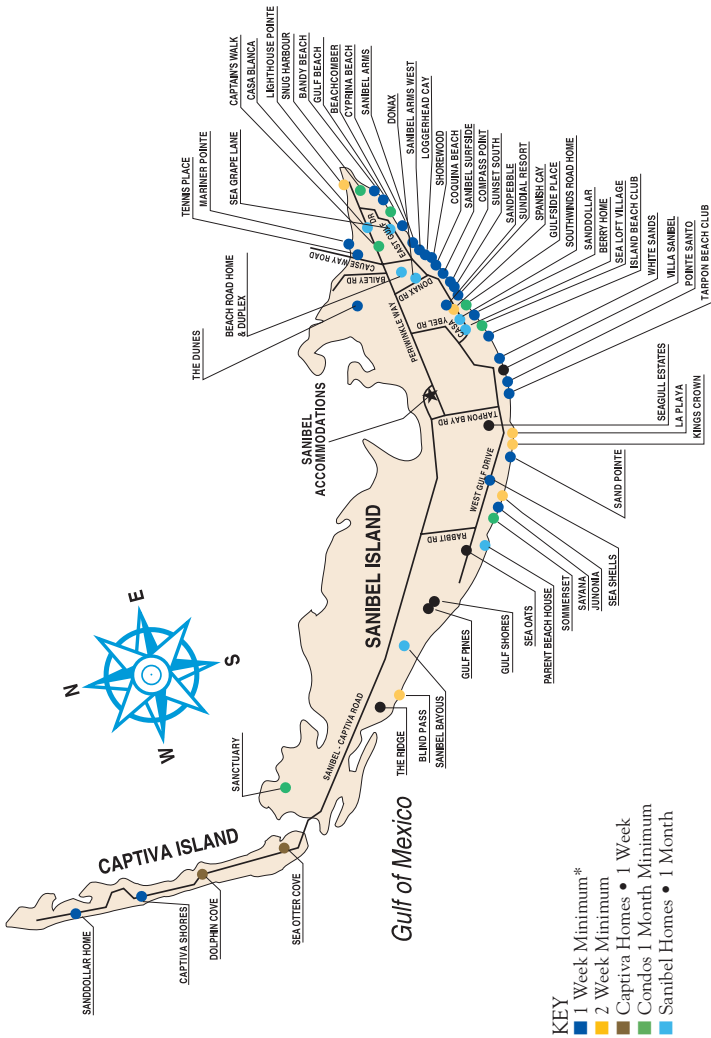 TENNIS PLACE
MARINER POINTE
SEA GRAPE LANE
CAPTAIN'S WALK
CASA BLANCA
LIGHTHOUSE POINTE
SNUG HARBOUR
BANDY BEACH
GULF BEACH
BEACHCOMBER
CYPRINA BEACH
SANIBEL ARMS
DONAX
SANIBEL ARMS WEST
LOGGERHEAD CAY
SHOREWOOD
COQUINA BEACH
SANIBEL SURFSIDE
COMPASS POINT
SUNSET SOUTH
SANDPEBBLE
SUNDIAL RESORT
SPANISH CAY
GULFSIDE PLACE
SOUTHWINDS ROAD HOME
SANDDOLLAR
BERRY HOME
SEA LOFT VILLAGE
ISLAND BEACH CLUB
WHITE SANDS
VILLA SANIBEL
POINTE SANTO
TARPON BEACH CLUB
THE DUNES
BEACH ROAD HOME
& DUPLEX
CAUSE WAY ROAD
BAILEY RD
EAST GULF DR
DONAX RD
PERIWINKLE WAY
CASA YBEL RD
SANIBEL
ACCOMMODATIONS
TARPON BAY RD
SEAGULL ESTATES
LA PLAYA
KINGS CROWN
SAND POINTE
WEST GULF DRIVE
RABBIT RD
SEA SHELLS
JUNONIA
SAYANA
SOMMERSET
PARENT BEACH HOUSE
SEA OATS
GULF SHORES
GULF PINES
SANIBEL ISLAND
N
E
S
W
SANIBEL - CAPTIVA ROAD
THE RIDGE
BLIND PASS
SANIBEL BAYOUS
SANCTUARY
CAPTIVA ISLAND
Gulf of Mexico
SANDDOLLAR HOME
CAPTIVA SHORES
DOLPHIN COVE
SEA OTTER COVE
KEY
1 Week Minimum*
2 Week Minimum
Captiva Homes • 1 Week
Condos 1 Month Minimum
Sanibel Homes • 1 Month